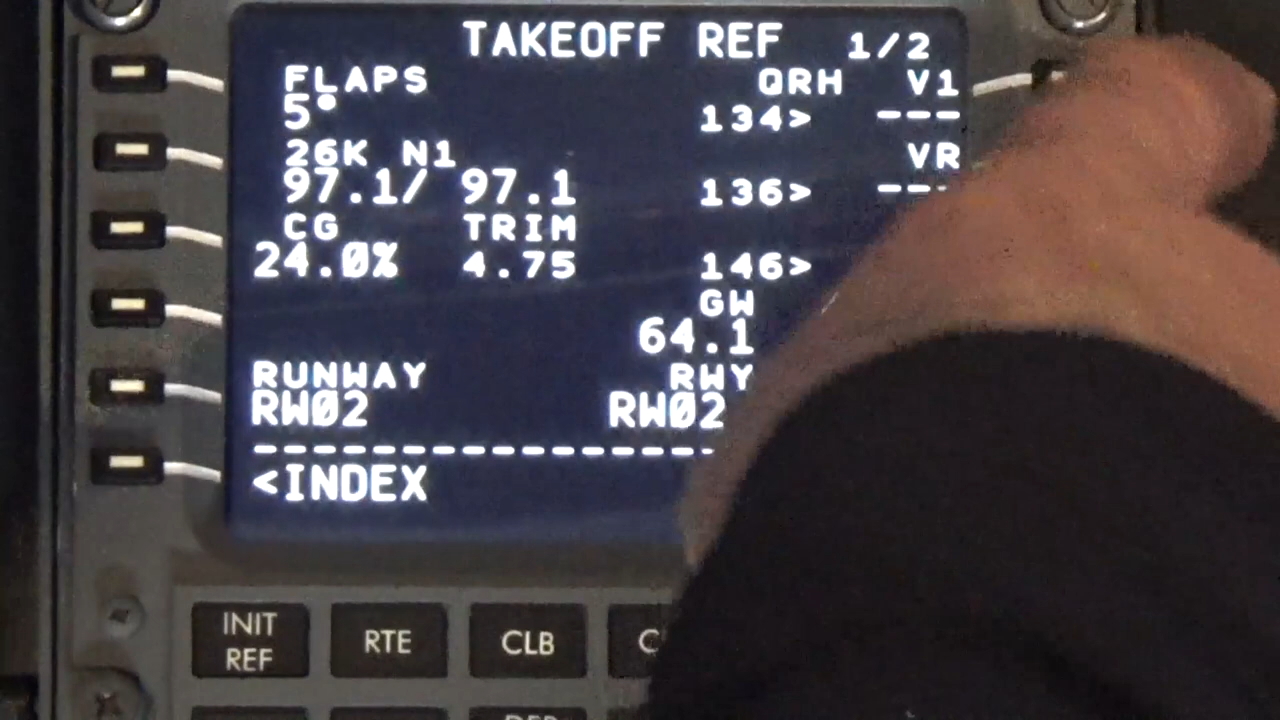 TAKEOFF REF 1/2
FLAPS QRH V1
5° 134> ---
26K N1 VR
97.1/ 97.1 136> ---
CG TRIM
24.0% 4.75 146>
GW
64.1
RUNWAY RWY
RW02 RW02
----------------
<INDEX
INIT REF RTE CLB